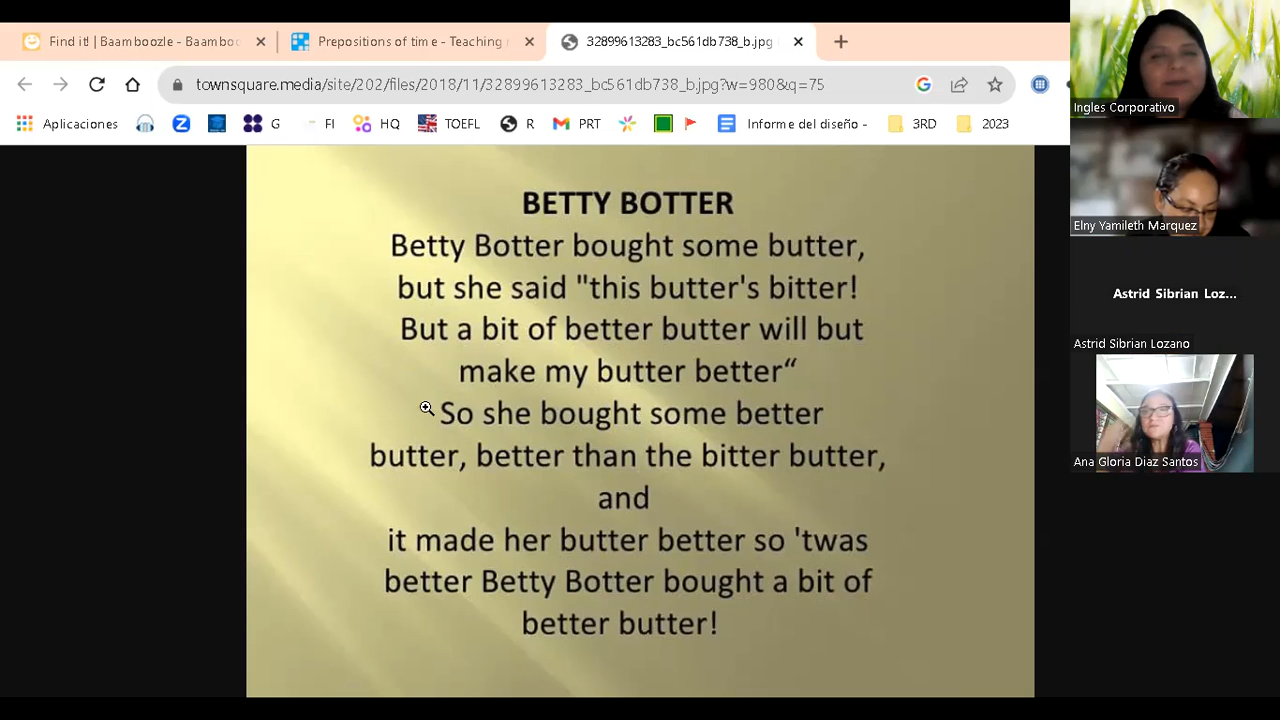 Find it! | Baamboozle - Baambo
Prepositions of time - Teaching
32899613283_bc561db738_b.jpg
townsquare.media/site/202/files/2018/11/32899613283_bc561db738_b.jpg?w=980&q=75
Aplicaciones G FI HQ TOEFL R PRT Informe del diseño - 3RD 2023
BETTY BOTTER
Betty Botter bought some butter,
but she said "this butter's bitter!
But a bit of better butter will but
make my butter better“
So she bought some better
butter, better than the bitter butter,
and
it made her butter better so 'twas
better Betty Botter bought a bit of
better butter!
Ingles Corporativo
Elny Yamileth Marquez
Astrid Sibrian Loz...
Astrid Sibrian Lozano
Ana Gloria Diaz Santos